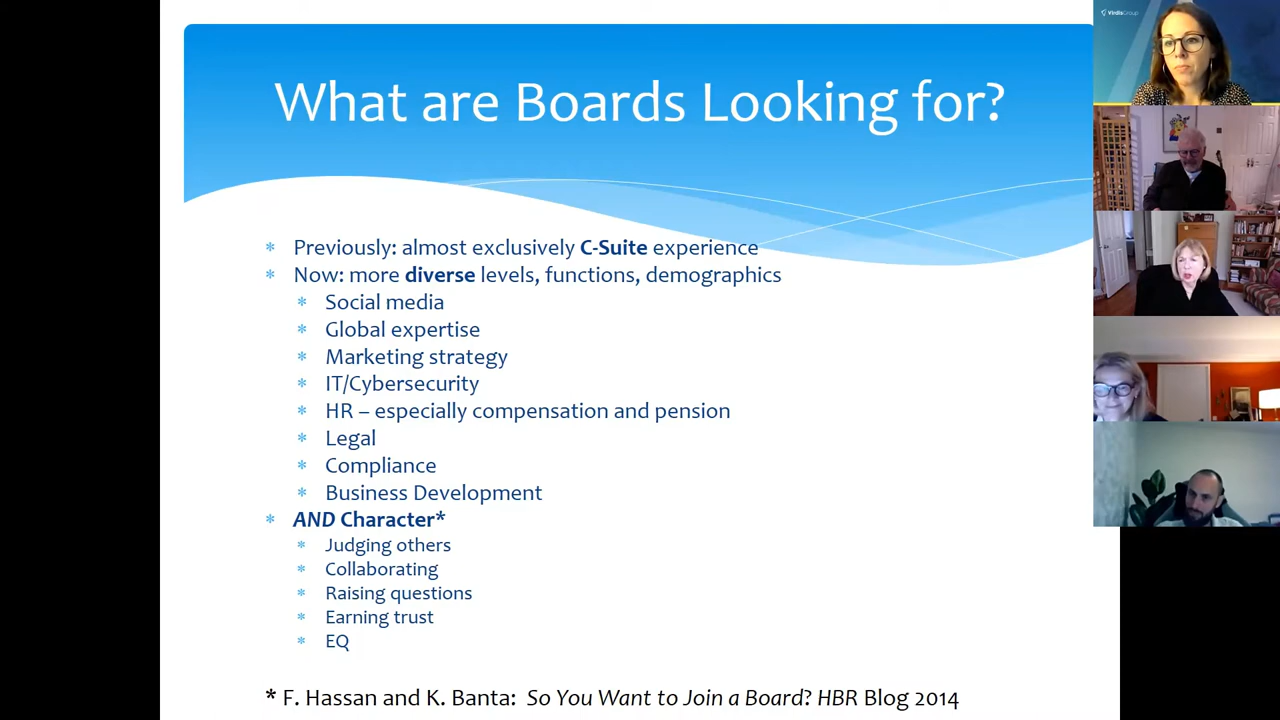 What are Boards Looking for?
Previously: almost exclusively C-Suite experience
Now: more diverse levels, functions, demographics
Social media
Global expertise
Marketing strategy
IT/Cybersecurity
HR – especially compensation and pension
Legal
Compliance
Business Development
AND Character*
Judging others
Collaborating
Raising questions
Earning trust
EQ
* F. Hassan and K. Banta: So You Want to Join a Board? HBR Blog 2014
ViridisGroup